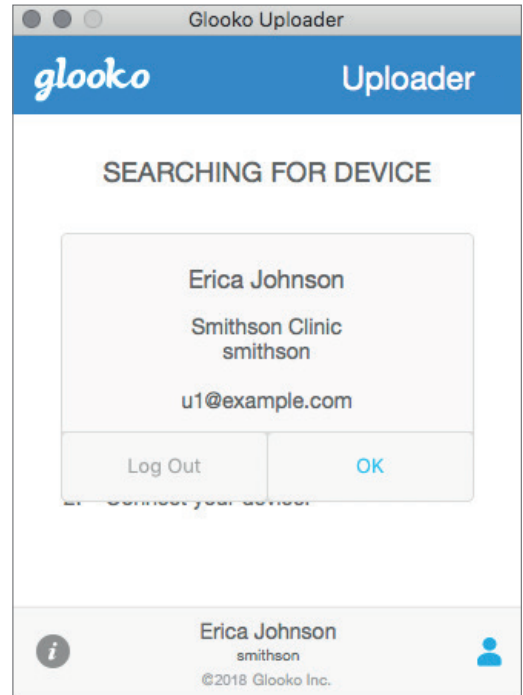 Glooko Uploader
glooko Uploader
SEARCHING FOR DEVICE
Erica Johnson
Smithson Clinic
smithson
u1@example.com
Log Out OK
Erica Johnson
smithson
©2018 Glooko Inc.